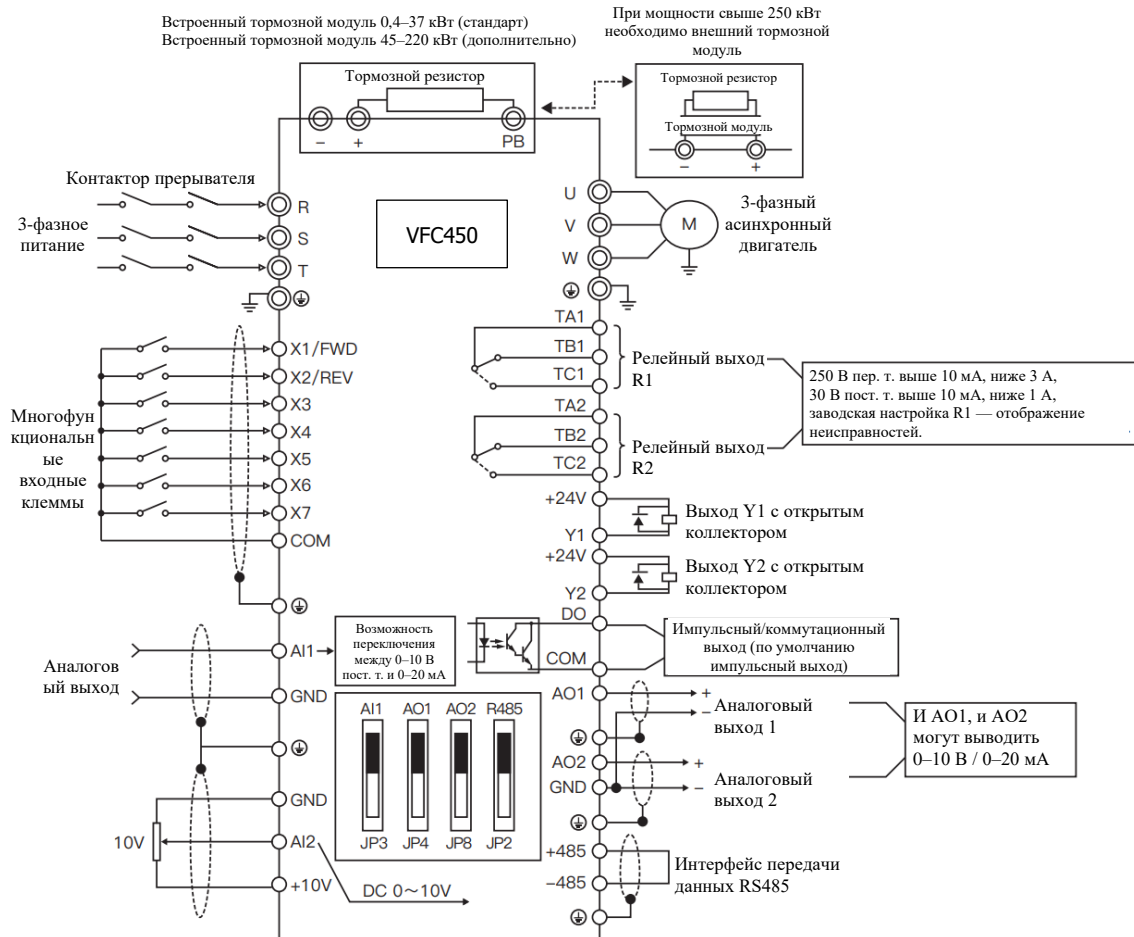 Встроенный тормозной модуль 0,4–37 кВт (стандарт)
Встроенный тормозной модуль 45–220 кВт (дополнительно)
При мощности свыше 250 кВт
необходимо внешний тормозной
модуль
Тормозной резистор
– + PB
Тормозной резистор
Тормозной модуль
– +
Контактор прерывателя
3-фазное
питание
R
S
T
VFC450
U
V
W
M
3-фазный
асинхронный
двигатель
Многофун
кциональн
ые
входные
клеммы
X1/FWD
X2/REV
X3
X4
X5
X6
X7
COM
TA1
TB1
TC1
Релейный выход
R1
TA2
TB2
TC2
Релейный выход
R2
250 В пер. т. выше 10 мА, ниже 3 А,
30 В пост. т. выше 10 мА, ниже 1 А,
заводская настройка R1 — отображение
неисправностей.
+24V
Y1
Выход Y1 с открытым
коллектором
+24V
Y2
Выход Y2 с открытым
коллектором
DO
COM
Импульсный/коммутационный
выход (по умолчанию
импульсный выход)
Аналогов
ый выход
AI1
GND
Возможность
переключения
между 0–10 В
пост. т. и 0–20 мА
AI1 AO1 AO2 R485
JP3 JP4 JP8 JP2
GND
10V
AI2
+10V
DC 0～10V
AO1
+
–
Аналоговый
выход 1
AO2
GND
+
–
Аналоговый
выход 2
И AO1, и AO2
могут выводить
0–10 В / 0–20 мА
+485
–485
Интерфейс передачи
данных RS485